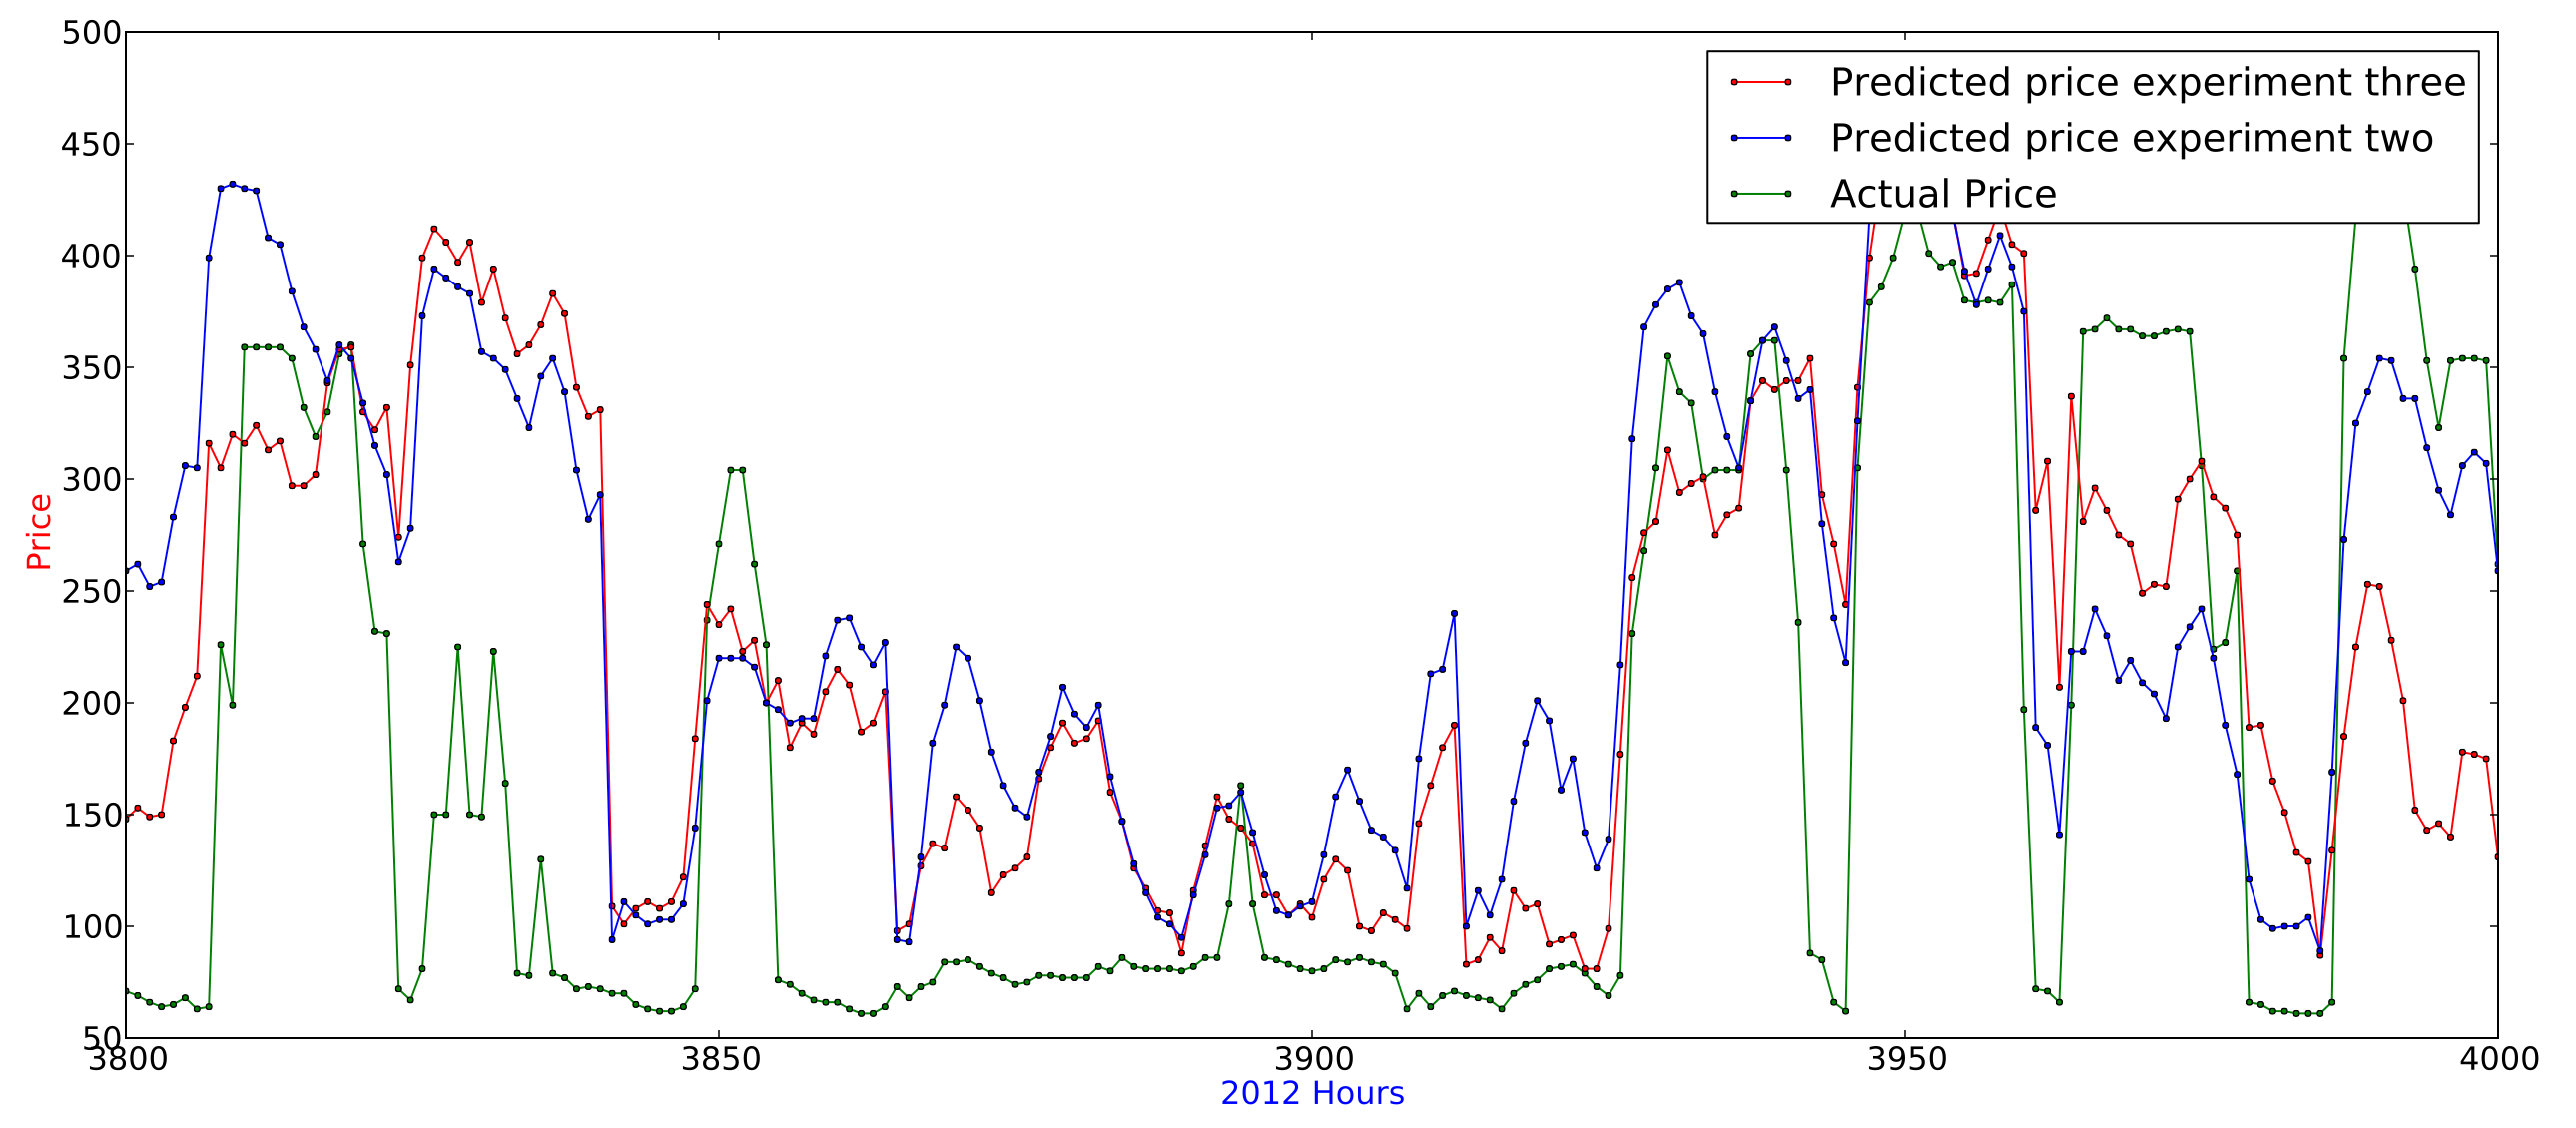 500
450
400
350
300
250
200
150
100
50
Price
Predicted price experiment three
Predicted price experiment two
Actual Price
3800 3850 3900 3950 4000
2012 Hours